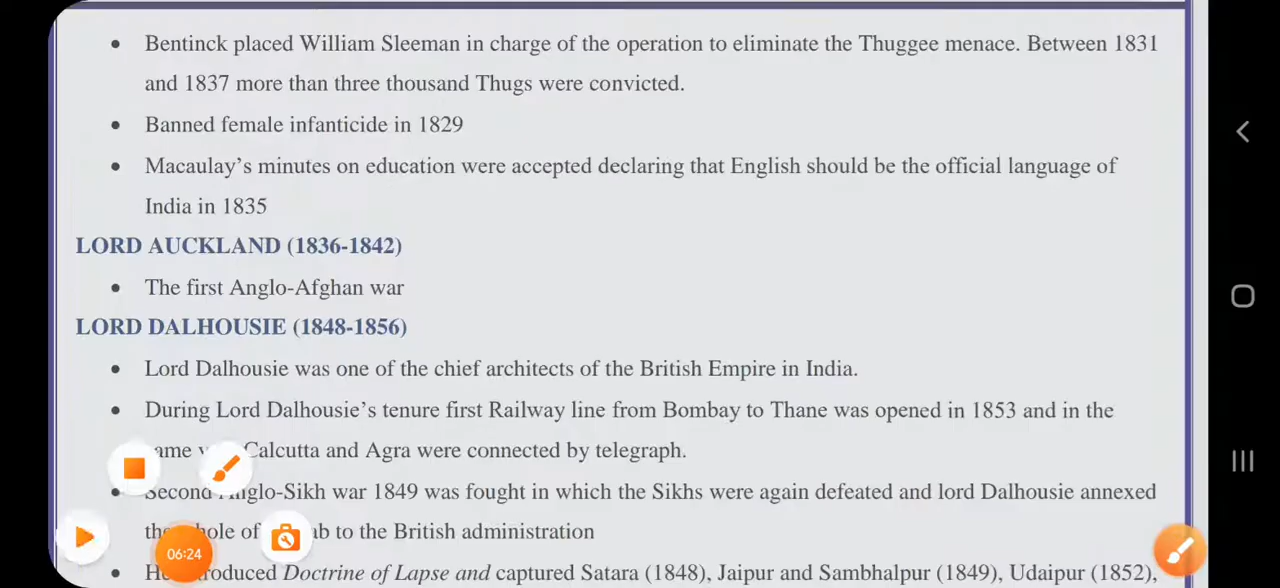 • Bentinck placed William Sleeman in charge of the operation to eliminate the Thuggee menace. Between 1831
and 1837 more than three thousand Thugs were convicted.
• Banned female infanticide in 1829
• Macaulay’s minutes on education were accepted declaring that English should be the official language of
India in 1835
LORD AUCKLAND (1836-1842)
• The first Anglo-Afghan war
LORD DALHOUSIE (1848-1856)
• Lord Dalhousie was one of the chief architects of the British Empire in India.
• During Lord Dalhousie’s tenure first Railway line from Bombay to Thane was opened in 1853 and in the
Calcutta and Agra were connected by telegraph.
• Second Anglo-Sikh war 1849 was fought in which the Sikhs were again defeated and lord Dalhousie annexed
of to the British administration
06:24
• Doctrine of Lapse and captured Satara (1848), Jaipur and Sambhalpur (1849), Udaipur (1852),